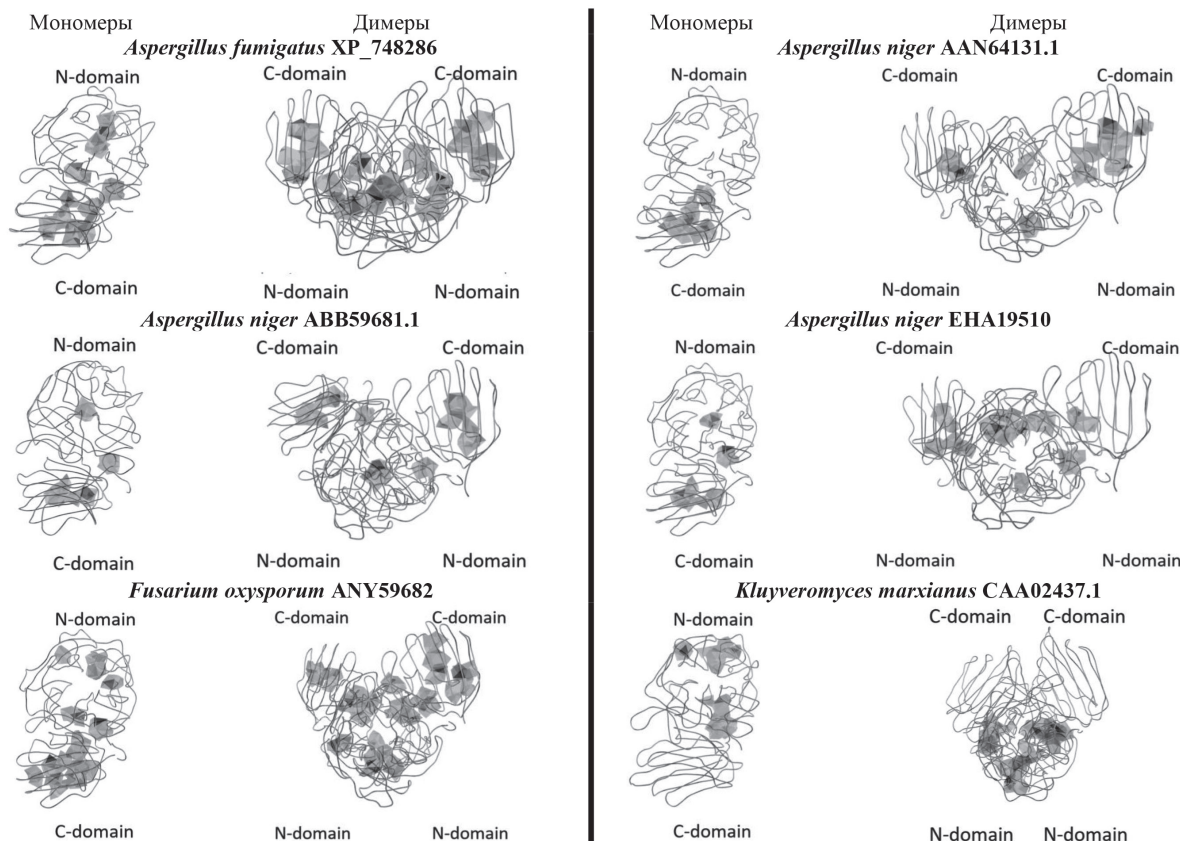 Мономеры Димеры
Aspergillus fumigatus XP_748286
N-domain C-domain C-domain
C-domain N-domain N-domain
Aspergillus niger ABB59681.1
N-domain C-domain C-domain
C-domain N-domain N-domain
Fusarium oxysporum ANY59682
N-domain C-domain C-domain
C-domain N-domain N-domain
Мономеры Димеры
Aspergillus niger AAN64131.1
N-domain C-domain C-domain
C-domain N-domain N-domain
Aspergillus niger EHA19510
N-domain C-domain C-domain
C-domain N-domain N-domain
Kluyveromyces marxianus CAA02437.1
N-domain C-domain C-domain
C-domain N-domain N-domain